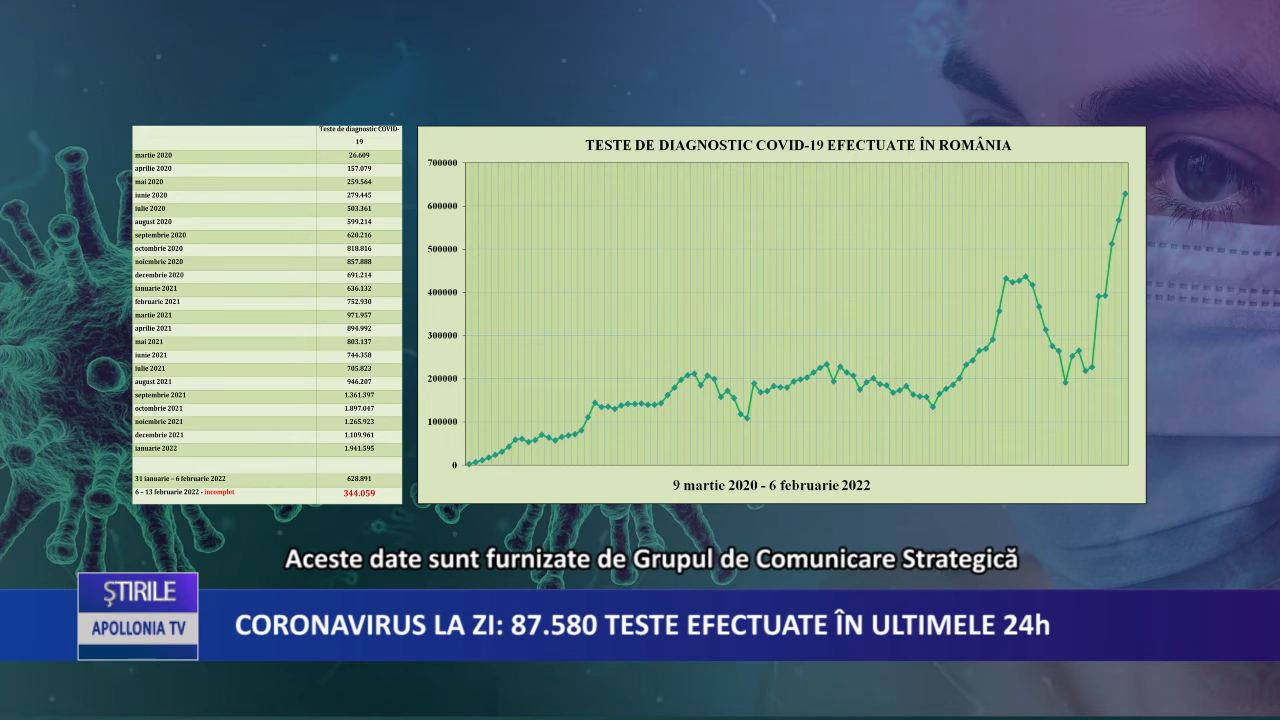 Teste de diagnostic COVID-
19
martie 2020 26.609
aprilie 2020 157.079
mai 2020 259.564
iunie 2020 279.445
iulie 2020 503.361
august 2020 599.214
septembrie 2020 620.216
octombrie 2020 818.816
noiembrie 2020 857.888
decembrie 2020 691.214
ianuarie 2021 636.132
februarie 2021 752.930
martie 2021 971.957
aprilie 2021 894.992
mai 2021 803.137
iunie 2021 744.358
iulie 2021 705.823
august 2021 946.207
septembrie 2021 1.361.397
octombrie 2021 1.897.047
noiembrie 2021 1.265.923
decembrie 2021 1.109.961
ianuarie 2022 1.941.595
31 ianuarie – 6 februarie 2022 628.891
6 – 13 februarie 2022 - incomplet 344.059
TESTE DE DIAGNOSTIC COVID-19 EFECTUATE ÎN ROMÂNIA
700000
600000
500000
400000
300000
200000
100000
0
9 martie 2020 - 6 februarie 2022
Aceste date sunt furnizate de Grupul de Comunicare Strategică
ȘTIRILE
APOLLONIA TV
CORONAVIRUS LA ZI: 87.580 TESTE EFECTUATE ÎN ULTIMELE 24h